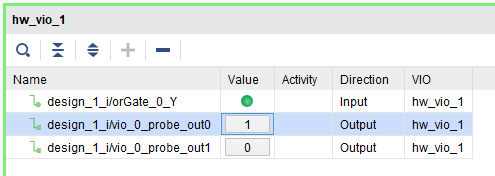 hw_vio_1
Name Value Activity Direction VIO
design_1_i/orGate_0_Y Input hw_vio_1
design_1_i/vio_0_probe_out0 1 Output hw_vio_1
design_1_i/vio_0_probe_out1 0 Output hw_vio_1